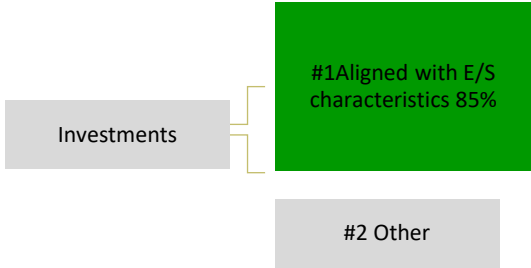 #1Aligned with E/S
characteristics 85%
Investments
#2 Other